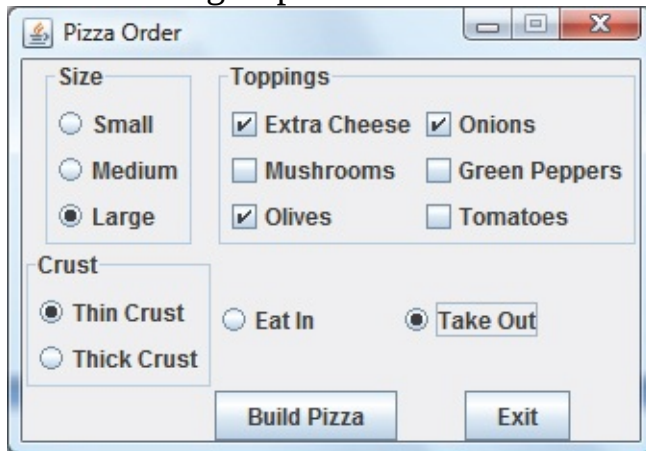 Pizza Order
Size
Toppings
Small
Extra Cheese
Onions
Medium
Mushrooms
Green Peppers
Large
Olives
Tomatoes
Crust
Thin Crust
Eat In
Take Out
Thick Crust
Build Pizza
Exit